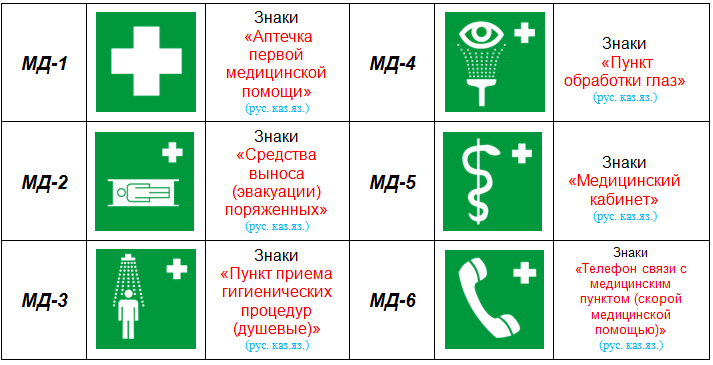 МД-1
Знаки
«Аптечка
первой
медицинской
помощи»
(рус. каз.яз.)
МД-4
Знаки
«Пункт
обработки глаз»
(рус. каз.яз.)
МД-2
Знаки
«Средства
выноса
(эвакуации)
поряженных»
(рус. каз.яз.)
МД-5
Знаки
«Медицинский
кабинет»
(рус. каз.яз.)
МД-3
Знаки
«Пункт приема
гигиенических
процедур
(душевые)»
(рус. каз.яз.)
МД-6
Знаки
«Телефон связи с
медицинским
пунктом (скорой
медицинской
помощью)»
(рус. каз.яз.)